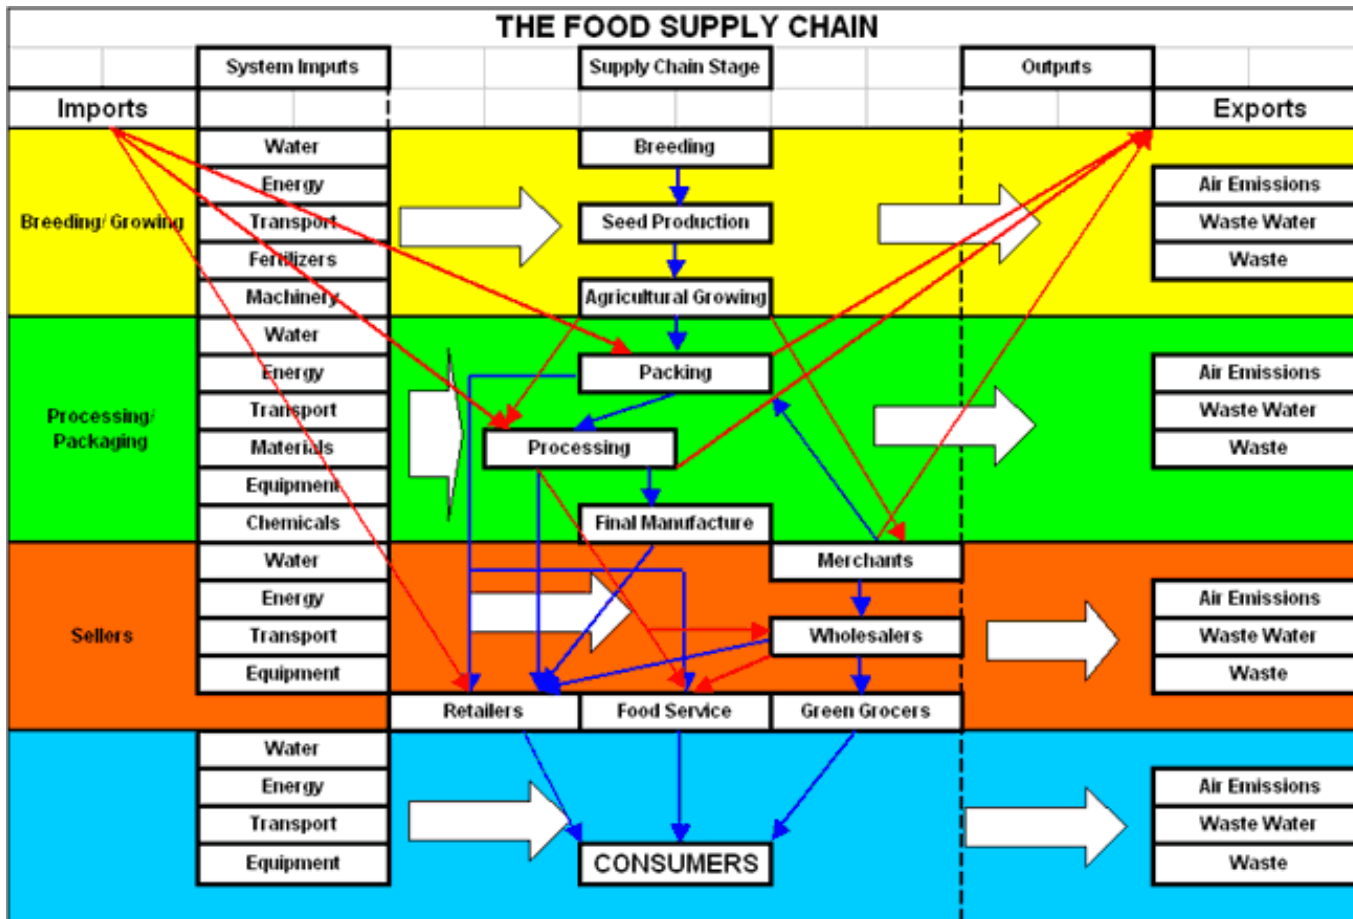 THE FOOD SUPPLY CHAIN
System Imputs
Supply Chain Stage
Outputs
Imports
Exports
Water
Breeding
Energy
Air Emissions
Breeding/ Growing
Transport
Seed Production
Waste Water
Fertilizers
Waste
Machinery
Agricultural Growing
Water
Energy
Packing
Air Emissions
Processing/
Packaging
Transport
Waste Water
Materials
Processing
Waste
Equipment
Chemicals
Final Manufacture
Water
Merchants
Energy
Air Emissions
Sellers
Transport
Wholesalers
Waste Water
Equipment
Waste
Retailers
Food Service
Green Grocers
Water
Energy
Air Emissions
Transport
Waste Water
Equipment
CONSUMERS
Waste